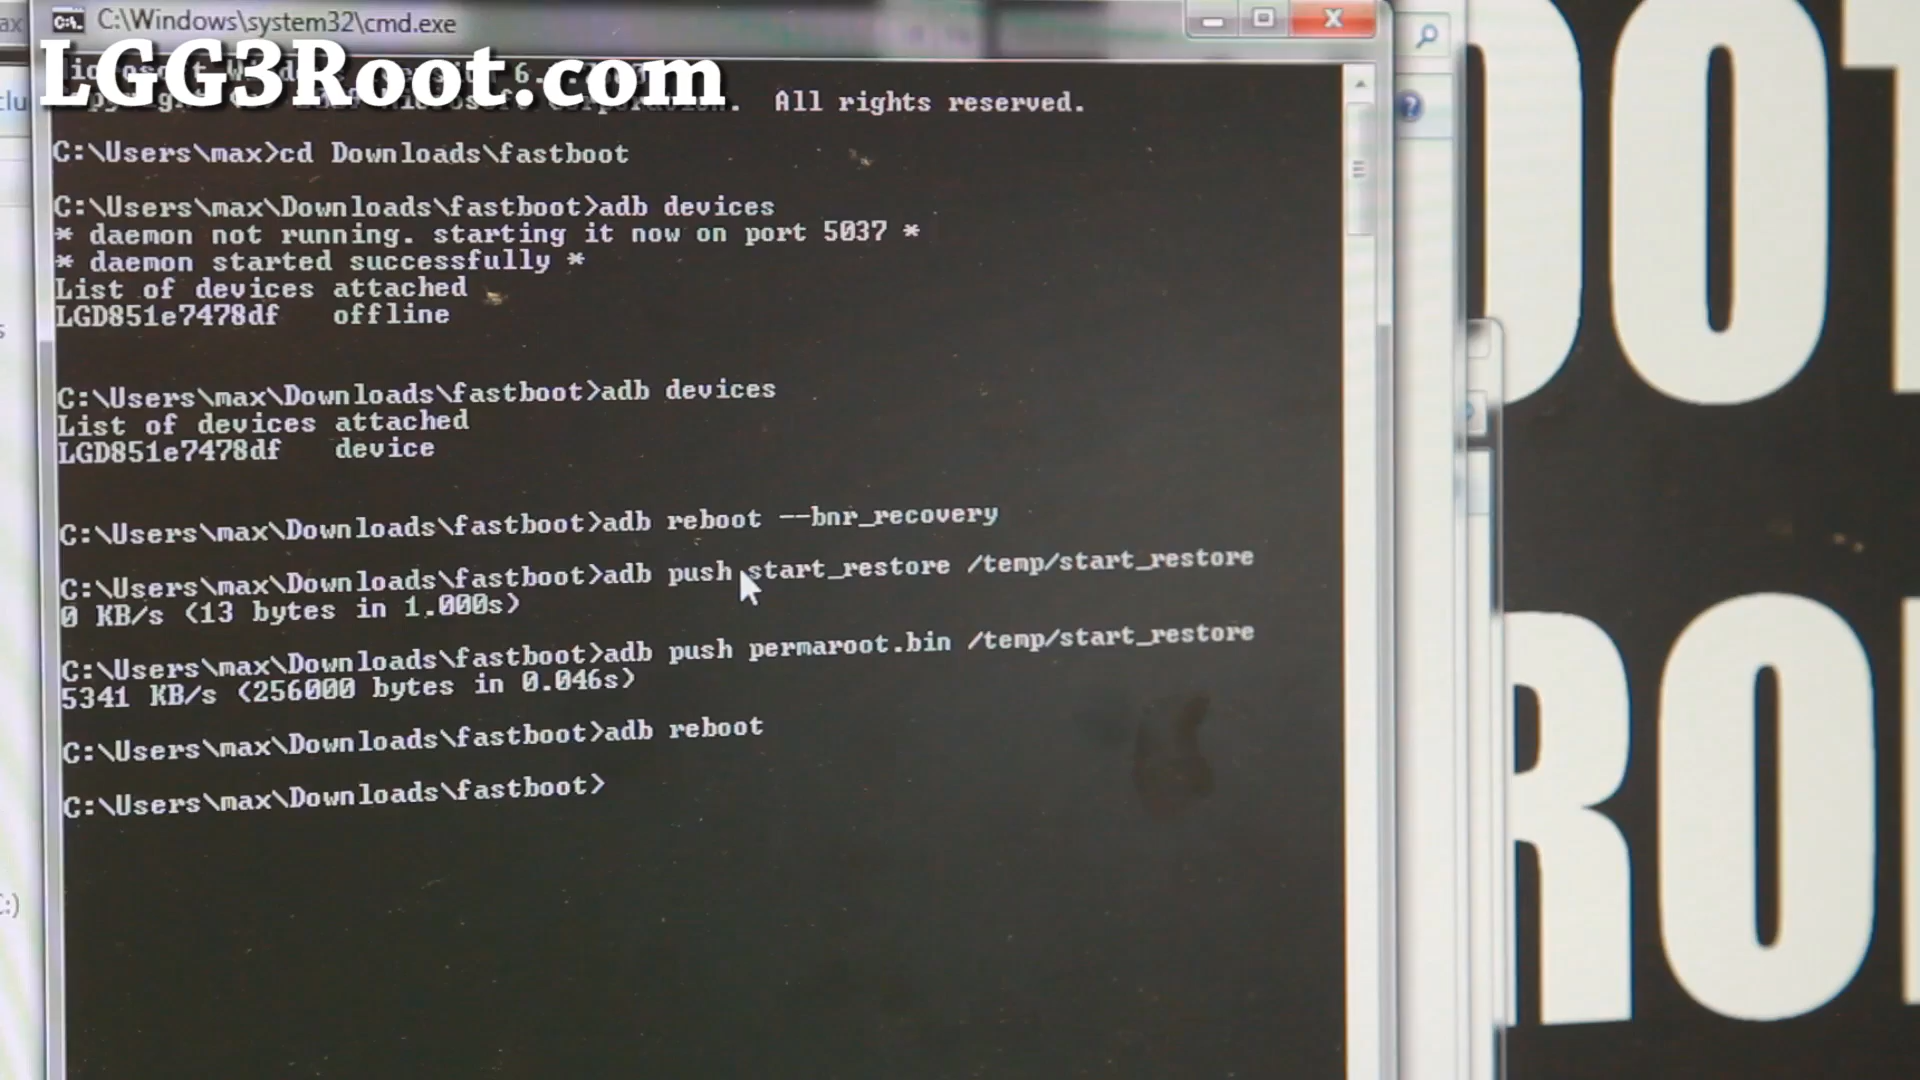 C:\Windows\system32\cmd.exe
LGG3Root.com
All rights reserved.
C:\Users\max>cd Downloads\fastboot
C:\Users\max\Downloads\fastboot>adb devices
* daemon not running. starting it now on port 5037 *
* daemon started successfully *
List of devices attached
LGD851e7478df offline
C:\Users\max\Downloads\fastboot>adb devices
List of devices attached
LGD851e7478df device
C:\Users\max\Downloads\fastboot>adb reboot --bnr_recovery
C:\Users\max\Downloads\fastboot>adb push start_restore /temp/start_restore
0 KB/s (13 bytes in 1.000s)
C:\Users\max\Downloads\fastboot>adb push permaroot.bin /temp/start_restore
5341 KB/s (256000 bytes in 0.046s)
C:\Users\max\Downloads\fastboot>adb reboot
C:\Users\max\Downloads\fastboot>